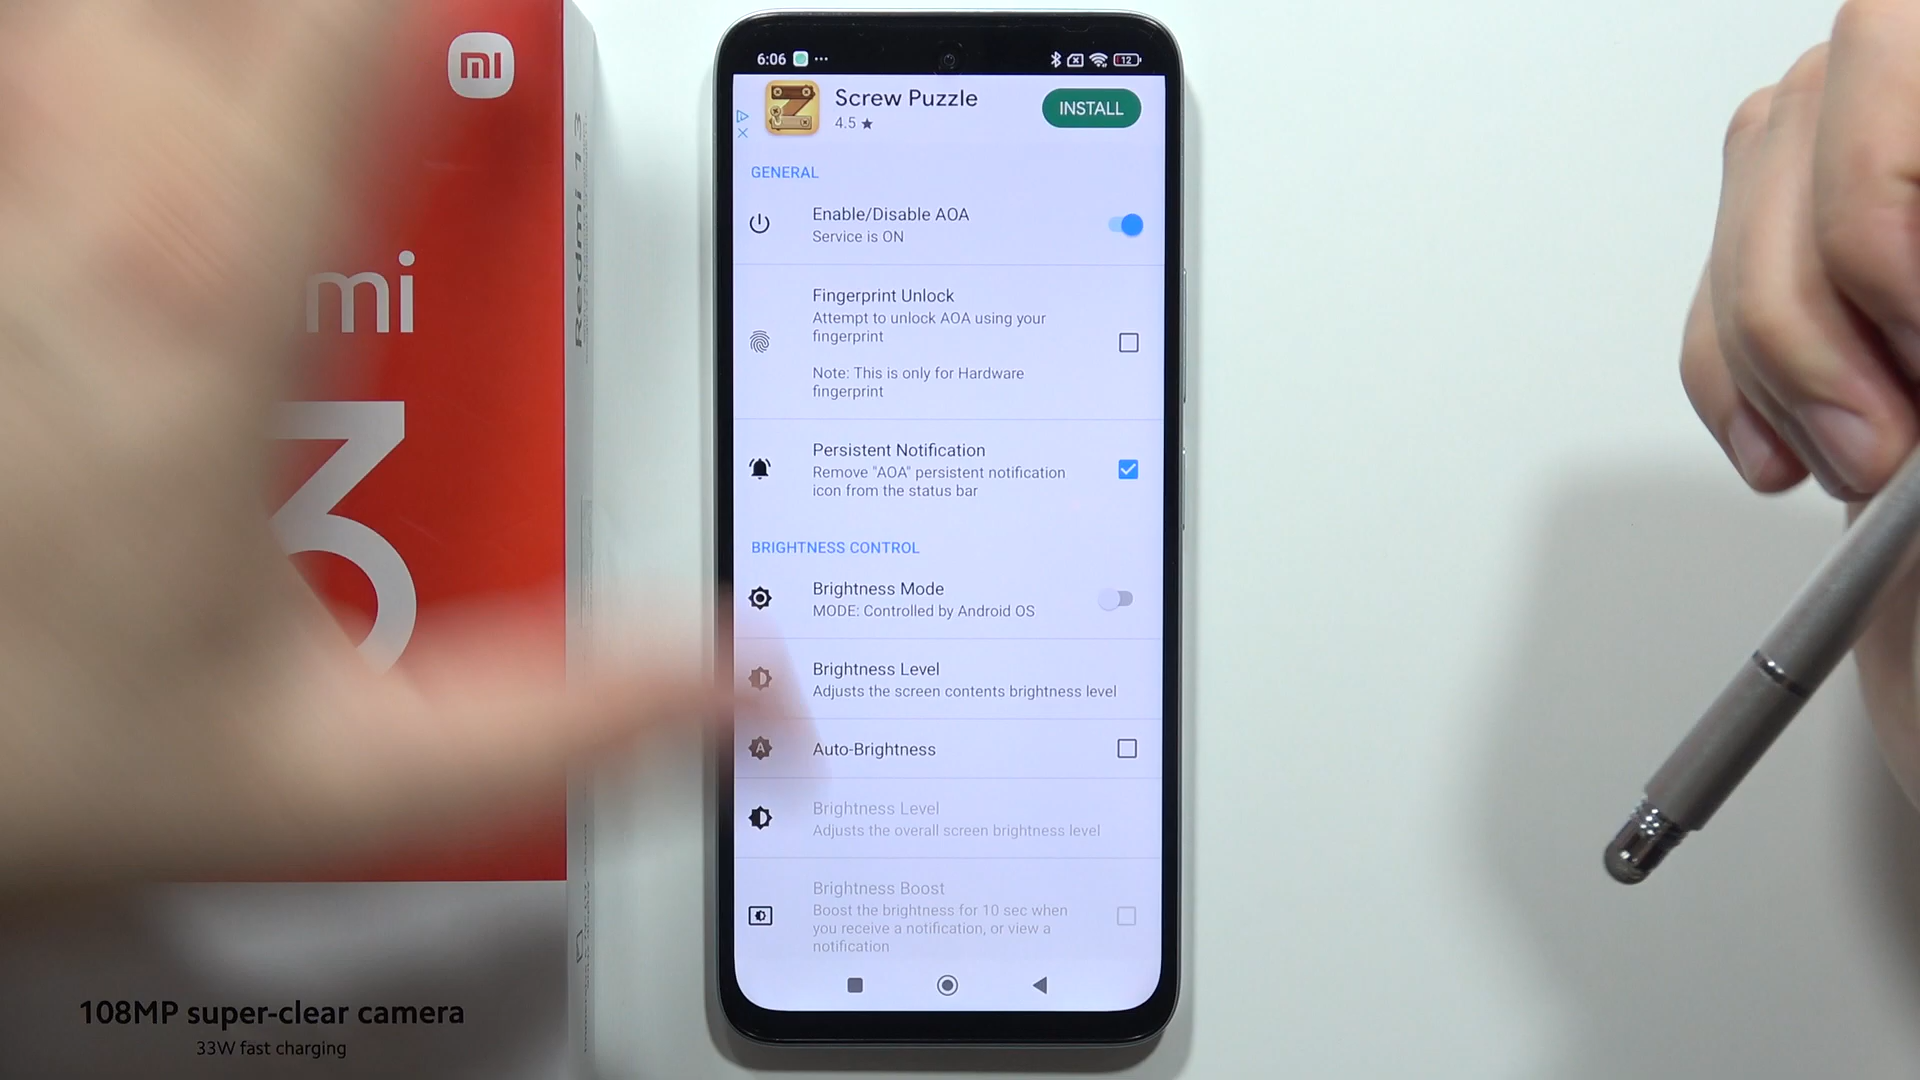 mi
mi
3
Redmi 13
108MP super-clear camera
33W fast charging
6:06
12
Screw Puzzle
4.5 ★
INSTALL
GENERAL
Enable/Disable AOA
Service is ON
Fingerprint Unlock
Attempt to unlock AOA using your
fingerprint
Note: This is only for Hardware
fingerprint
Persistent Notification
Remove "AOA" persistent notification
icon from the status bar
BRIGHTNESS CONTROL
Brightness Mode
MODE: Controlled by Android OS
Brightness Level
Adjusts the screen contents brightness level
A
Auto-Brightness
Brightness Level
Adjusts the overall screen brightness level
Brightness Boost
Boost the brightness for 10 sec when
you receive a notification, or view a
notification